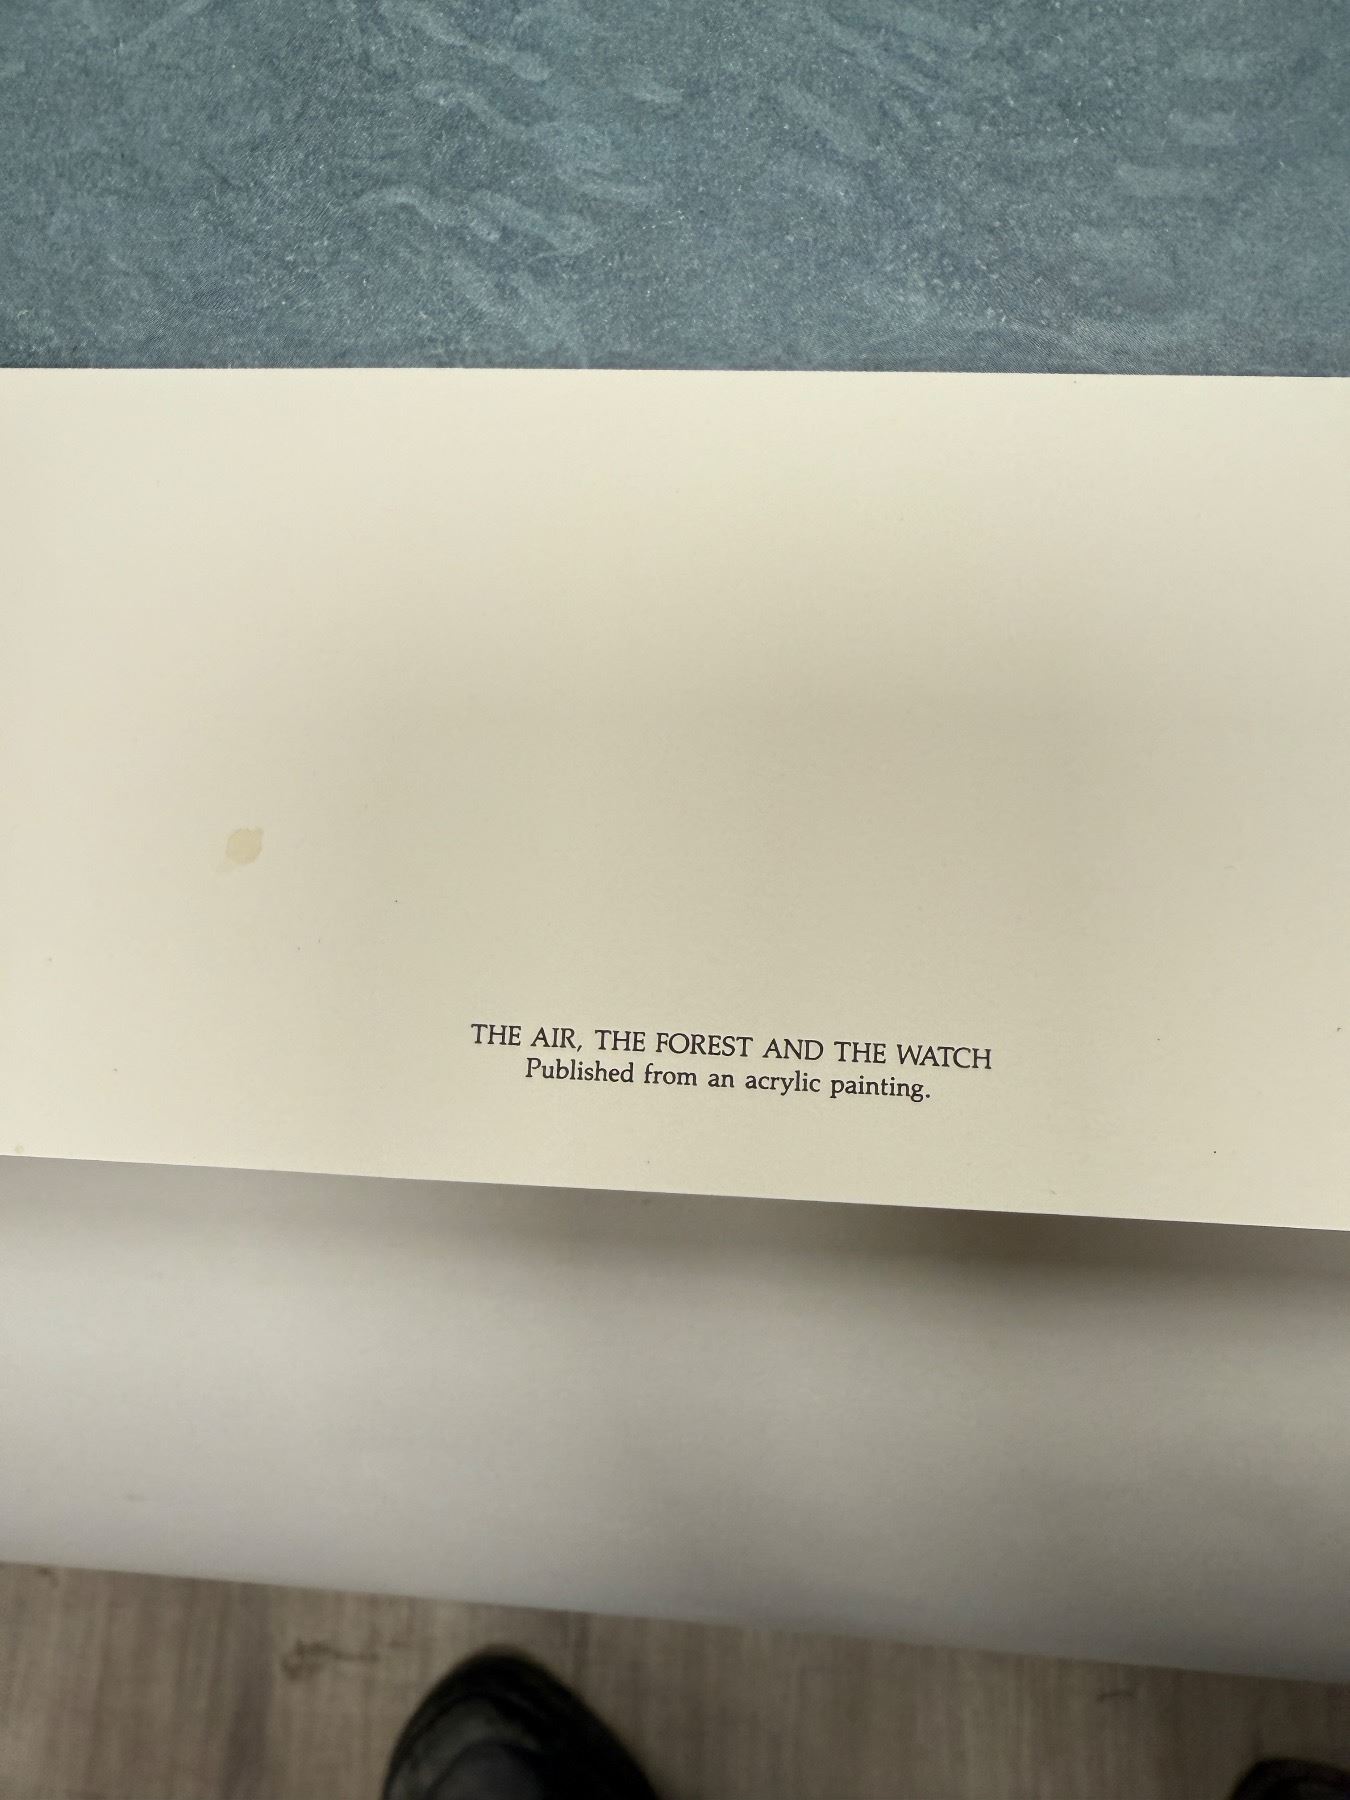 THE AIR, THE FOREST AND THE WATCH
Published from an acrylic painting.